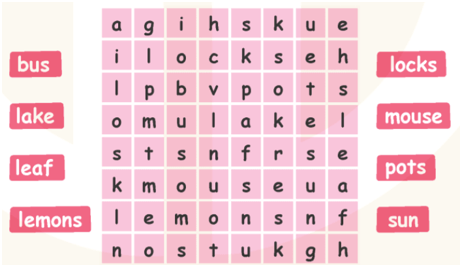 a g i h s k u e
bus
i l o c k s e h
locks
l p b v p o t s
lake
o m u l a k e l
mouse
s t s n f r s e
leaf
pots
k m o u s e u a
lemons
l e m o n s n f
sun
n o s t u k g h